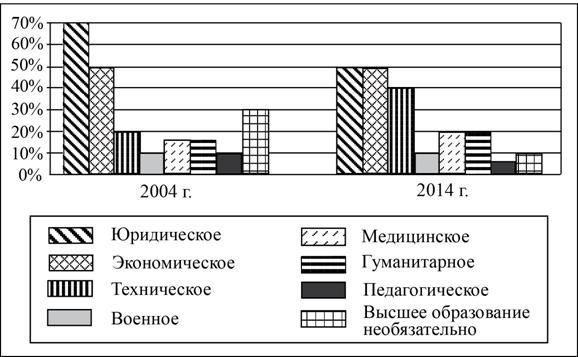 70%
60%
50%
40%
30%
20%
10%
0%
2004 г.
2014 г.
Юридическое
Экономическое
Техническое
Военное
Медицинское
Гуманитарное
Педагогическое
Высшее образование
необязательно